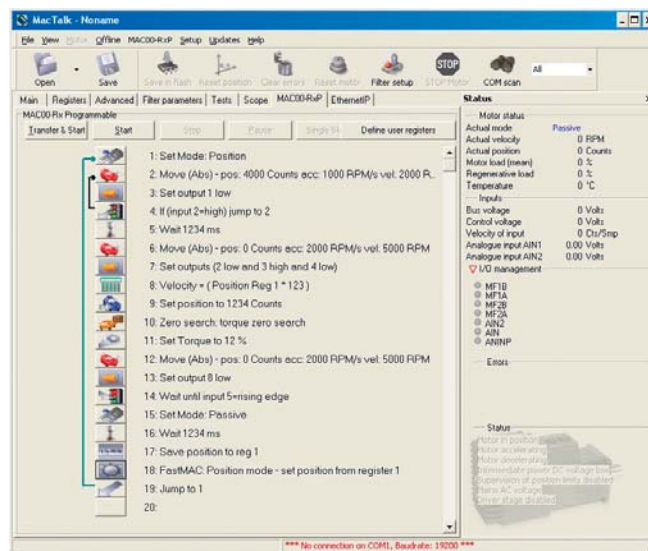 MacTalk - Noname
File View Motor Offline MAC00-RxP Setup Updates Help
Open Save Save in flash Reset position Clear errors Reset motor Filter setup STOP Motor COM scan All
STOP
Main Registers Advanced Filter parameters Tests Scope MAC00-RxP EthernetIP
MAC00-Rx Programmable
Transfer & Start Start Stop Pause Define user registers
1: Set Mode: Position
2: Move (Abs) - pos: 4000 Counts acc: 1000 RPM/s vel: 2000 R..
3: Set output 1 low
4: If (input 2=high) jump to 2
5: Wait 1234 ms
6: Move (Abs) - pos: 0 Counts acc: 2000 RPM/s vel: 5000 RPM
7: Set outputs (2 low and 3 high and 4 low)
8: Velocity = ( Position Reg 1 * 123 )
9: Set position to 1234 Counts
10: Zero search: torque zero search
11: Set Torque to 12 %
12: Move (Abs) - pos: 0 Counts acc: 2000 RPM/s vel: 5000 RPM
13: Set output 8 low
14: Wait until input 5=rising edge
15: Set Mode: Passive
16: Wait 1234 ms
17: Save position to reg 1
18: FastMAC: Position mode - set position from register 1
19: Jump to 1
20:
Status
Motor status
Actual mode Passive
Actual velocity 0 RPM
Actual position 0 Counts
Motor load (mean) 0 %
Regenerative load 0 %
Temperature 0 °C
Inputs
Bus voltage 0 Volts
Control voltage 0 Volts
Velocity of input 0 Cts/Smp
Analogue input AIN1 0.00 Volts
Analogue input AIN2 0.00 Volts
I/O management
MF1B
MF1A
MF2B
MF2A
AIN2
AIN
ANINP
Errors
Status
Motor in position
Motor accelerating
Motor decelerating
Intermediate power DC voltage low
Supervision of position limits disabled
Mains AC voltage
Driver stage disabled
*** No connection on COM1, Baudrate: 19200 ***